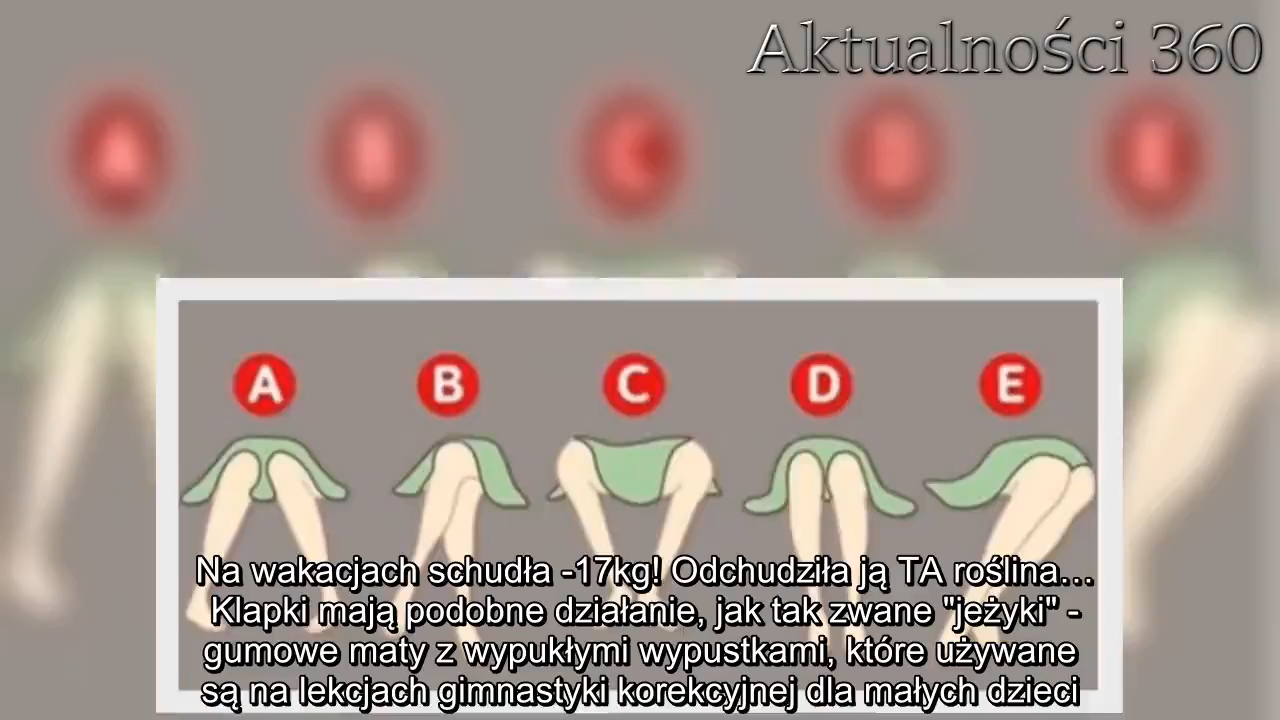 Aktualności 360
A B C D E
Na wakacjach schudła -17kg! Odchudziła ją TA roślina...
Klapki mają podobne działanie, jak tak zwane "jeżyki" -
gumowe maty z wypukłymi wypustkami, które używane
są na lekcjach gimnastyki korekcyjnej dla małych dzieci